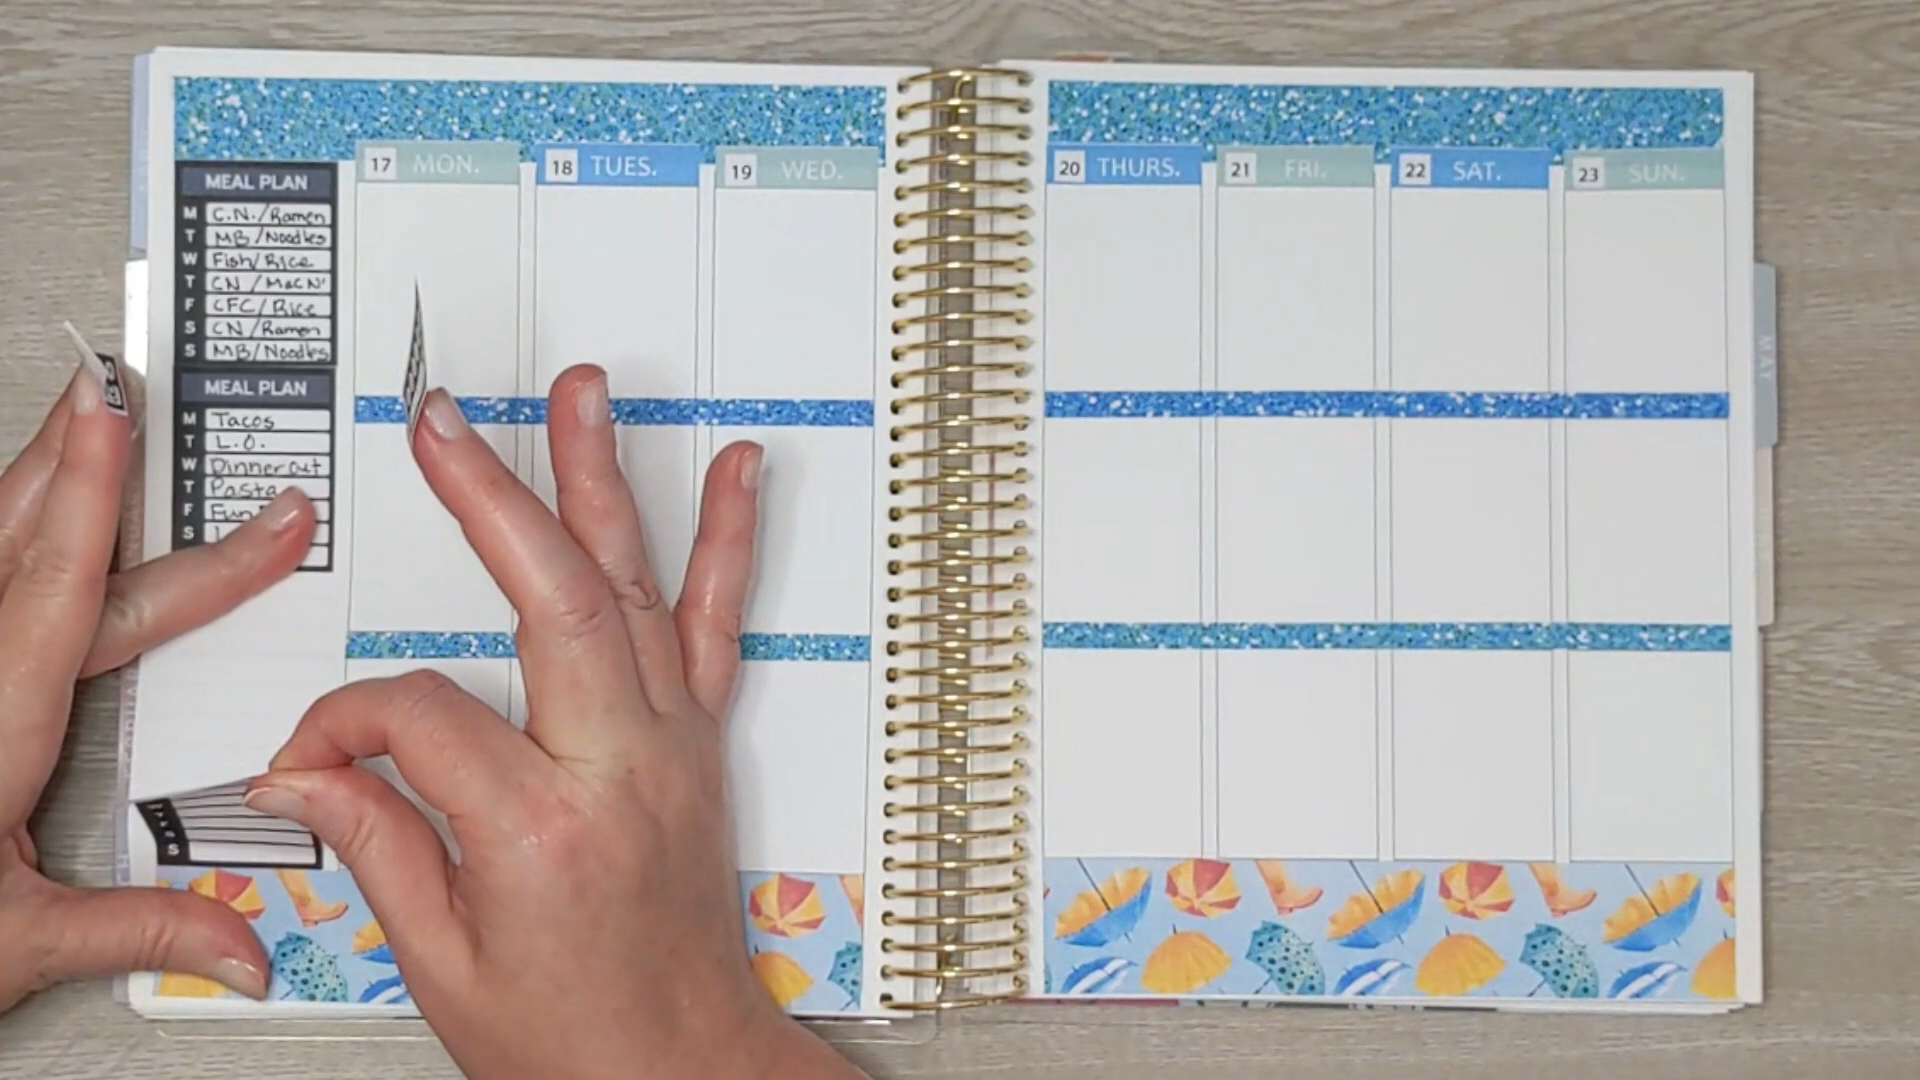 17 MON.
18 TUES.
19 WED.
20 THURS.
21 FRI.
22 SAT.
23 SUN.
MEAL PLAN
M C.N./Ramen
T MB/Noodles
W Fish/Rice
T CN/Mac N'
F CFC/Rice
S CN/Ramen
S MB/Noodles
MEAL PLAN
M Tacos
T L.O.
W Dinner out
T Pasta
F Fun
S
S
MAY